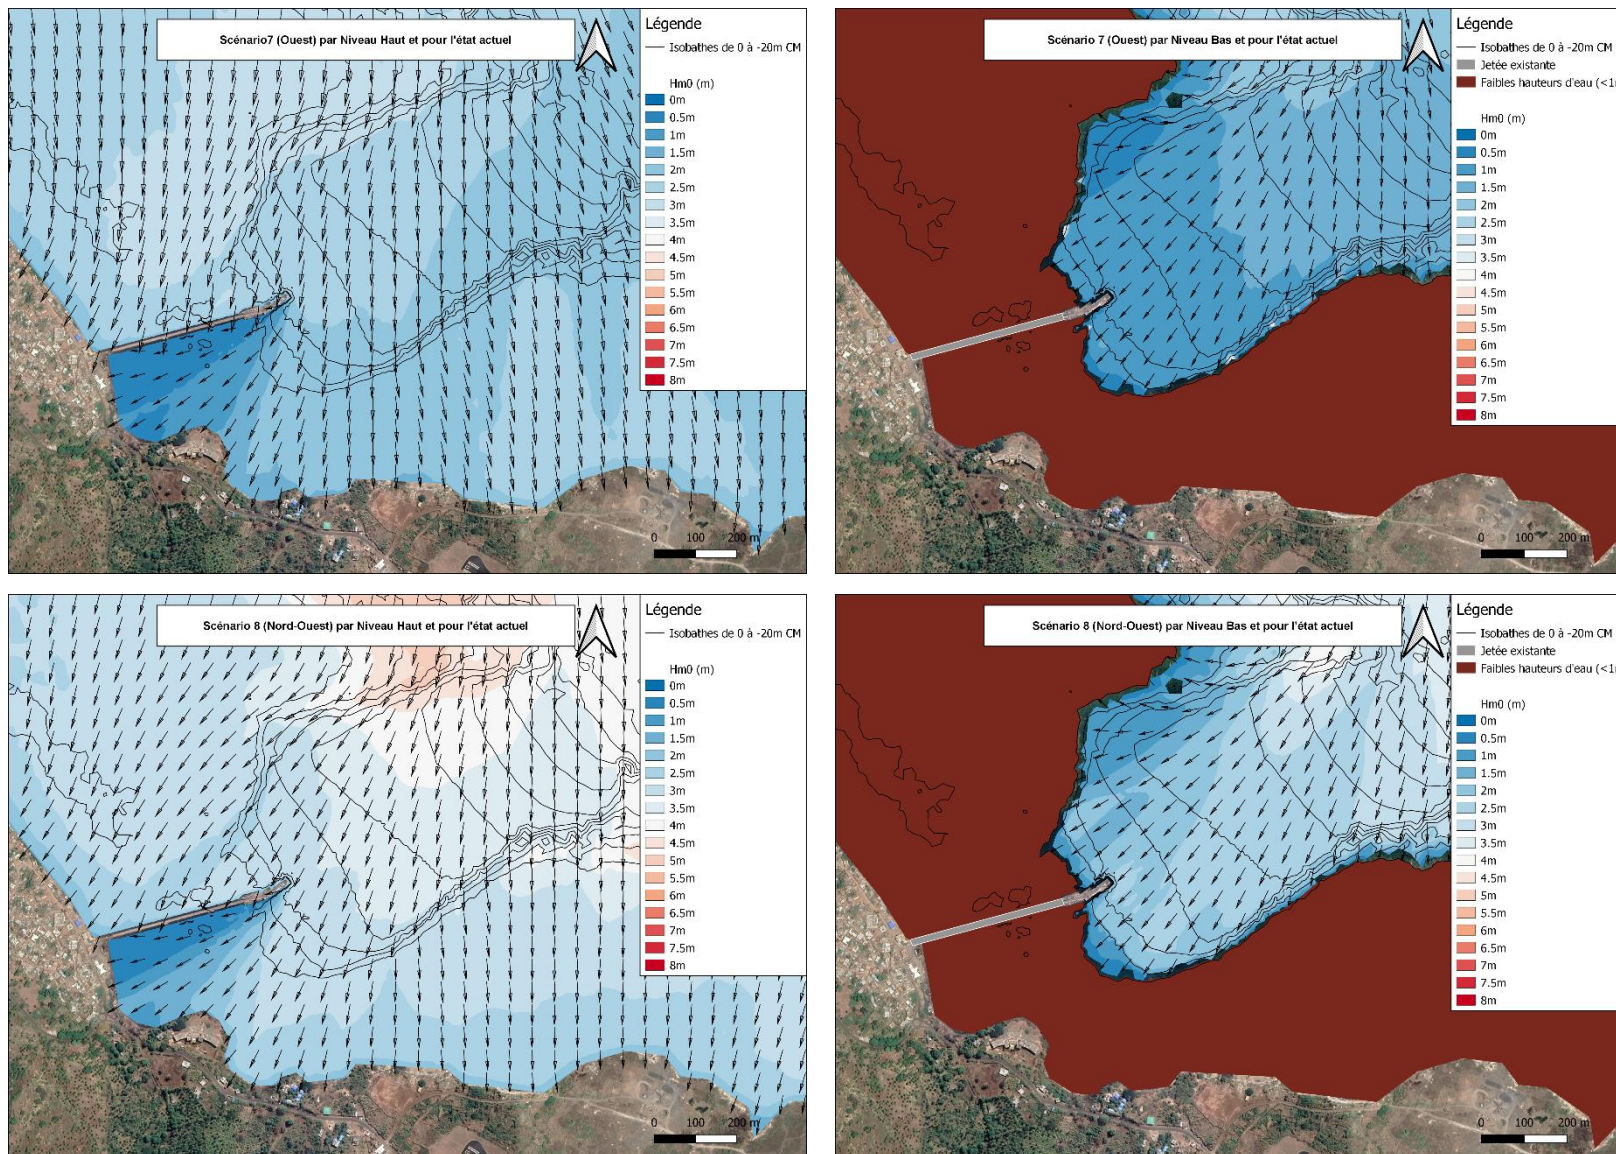 Scénario7 (Ouest) par Niveau Haut et pour l'état actuel
Légende
Isobathes de 0 à -20m CM
Hm0 (m)
0m
0.5m
1m
1.5m
2m
2.5m
3m
3.5m
4m
4.5m
5m
5.5m
6m
6.5m
7m
7.5m
8m
0 100 200 m
Scénario 7 (Ouest) par Niveau Bas et pour l'état actuel
Légende
Isobathes de 0 à -20m CM
Jetée existante
Faibles hauteurs d'eau (<1
Hm0 (m)
0m
0.5m
1m
1.5m
2m
2.5m
3m
3.5m
4m
4.5m
5m
5.5m
6m
6.5m
7m
7.5m
8m
0 100 200 m
Scénario 8 (Nord-Ouest) par Niveau Haut et pour l'état actuel
Légende
Isobathes de 0 à -20m CM
Hm0 (m)
0m
0.5m
1m
1.5m
2m
2.5m
3m
3.5m
4m
4.5m
5m
5.5m
6m
6.5m
7m
7.5m
8m
0 100 200 m
Scénario 8 (Nord-Ouest) par Niveau Bas et pour l'état actuel
Légende
Isobathes de 0 à -20m CM
Jetée existante
Faibles hauteurs d'eau (<1
Hm0 (m)
0m
0.5m
1m
1.5m
2m
2.5m
3m
3.5m
4m
4.5m
5m
5.5m
6m
6.5m
7m
7.5m
8m
0 100 200 m